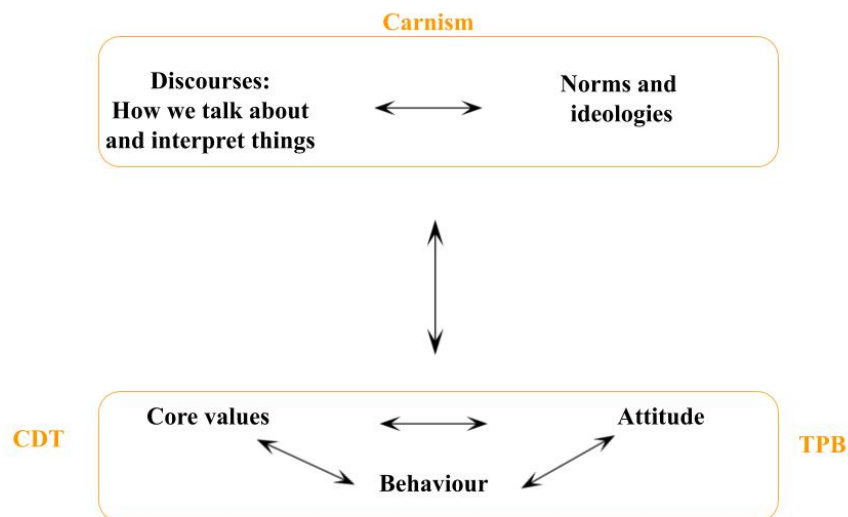 Carnism
Discourses:
How we talk about
and interpret things
Norms and
ideologies
Core values
Attitude
CDT
TPB
Behaviour